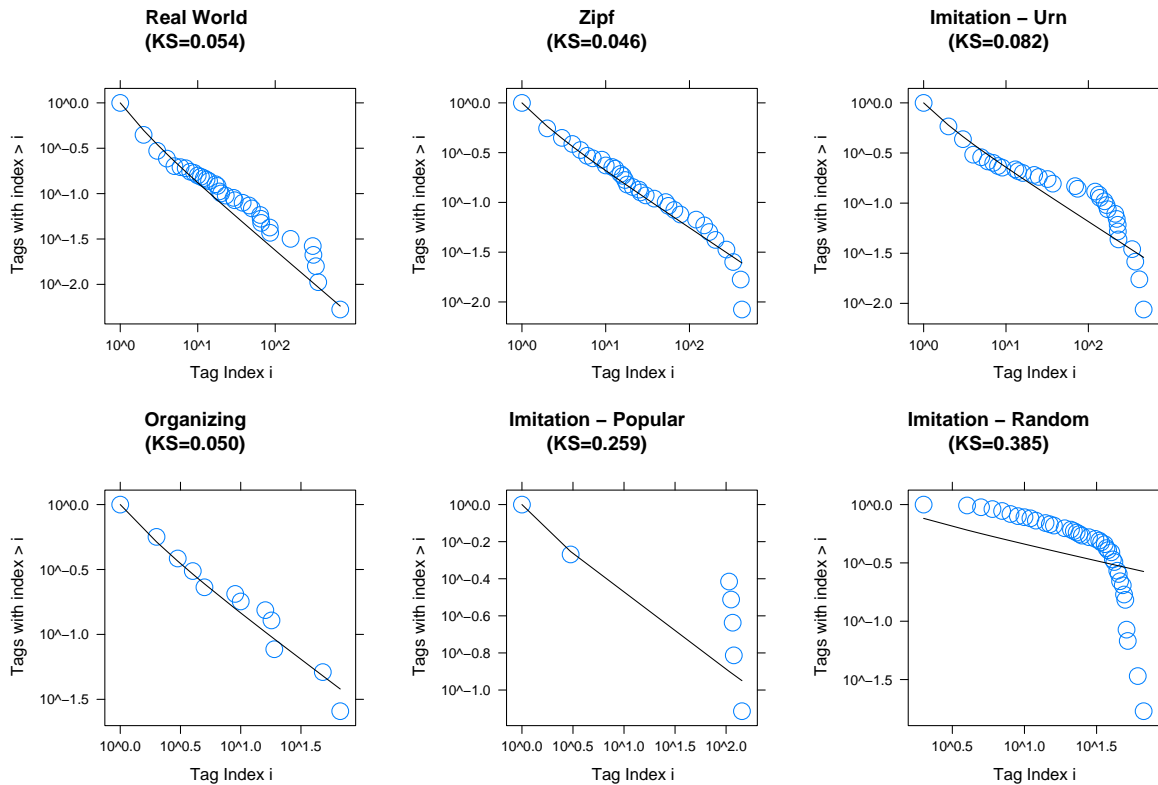 Real World
(KS=0.054)
Zipf
(KS=0.046)
Imitation − Urn
(KS=0.082)
Tags with index > i
10^0.0
10^−0.5
10^−1.0
10^−1.5
10^−2.0
10^0
10^1
10^2
Tag Index i
Tags with index > i
10^0.0
10^−0.5
10^−1.0
10^−1.5
10^−2.0
10^0
10^1
10^2
Tag Index i
Tags with index > i
10^0.0
10^−0.5
10^−1.0
10^−1.5
10^−2.0
10^0
10^1
10^2
Tag Index i
Organizing
(KS=0.050)
Imitation − Popular
(KS=0.259)
Imitation − Random
(KS=0.385)
Tags with index > i
10^0.0
10^−0.5
10^−1.0
10^−1.5
10^0.0
10^0.5
10^1.0
10^1.5
Tag Index i
Tags with index > i
10^0.0
10^−0.2
10^−0.4
10^−0.6
10^−0.8
10^−1.0
10^0.0
10^0.5
10^1.0
10^1.5
10^2.0
Tag Index i
Tags with index > i
10^0.0
10^−0.5
10^−1.0
10^−1.5
10^0.5
10^1.0
10^1.5
Tag Index i